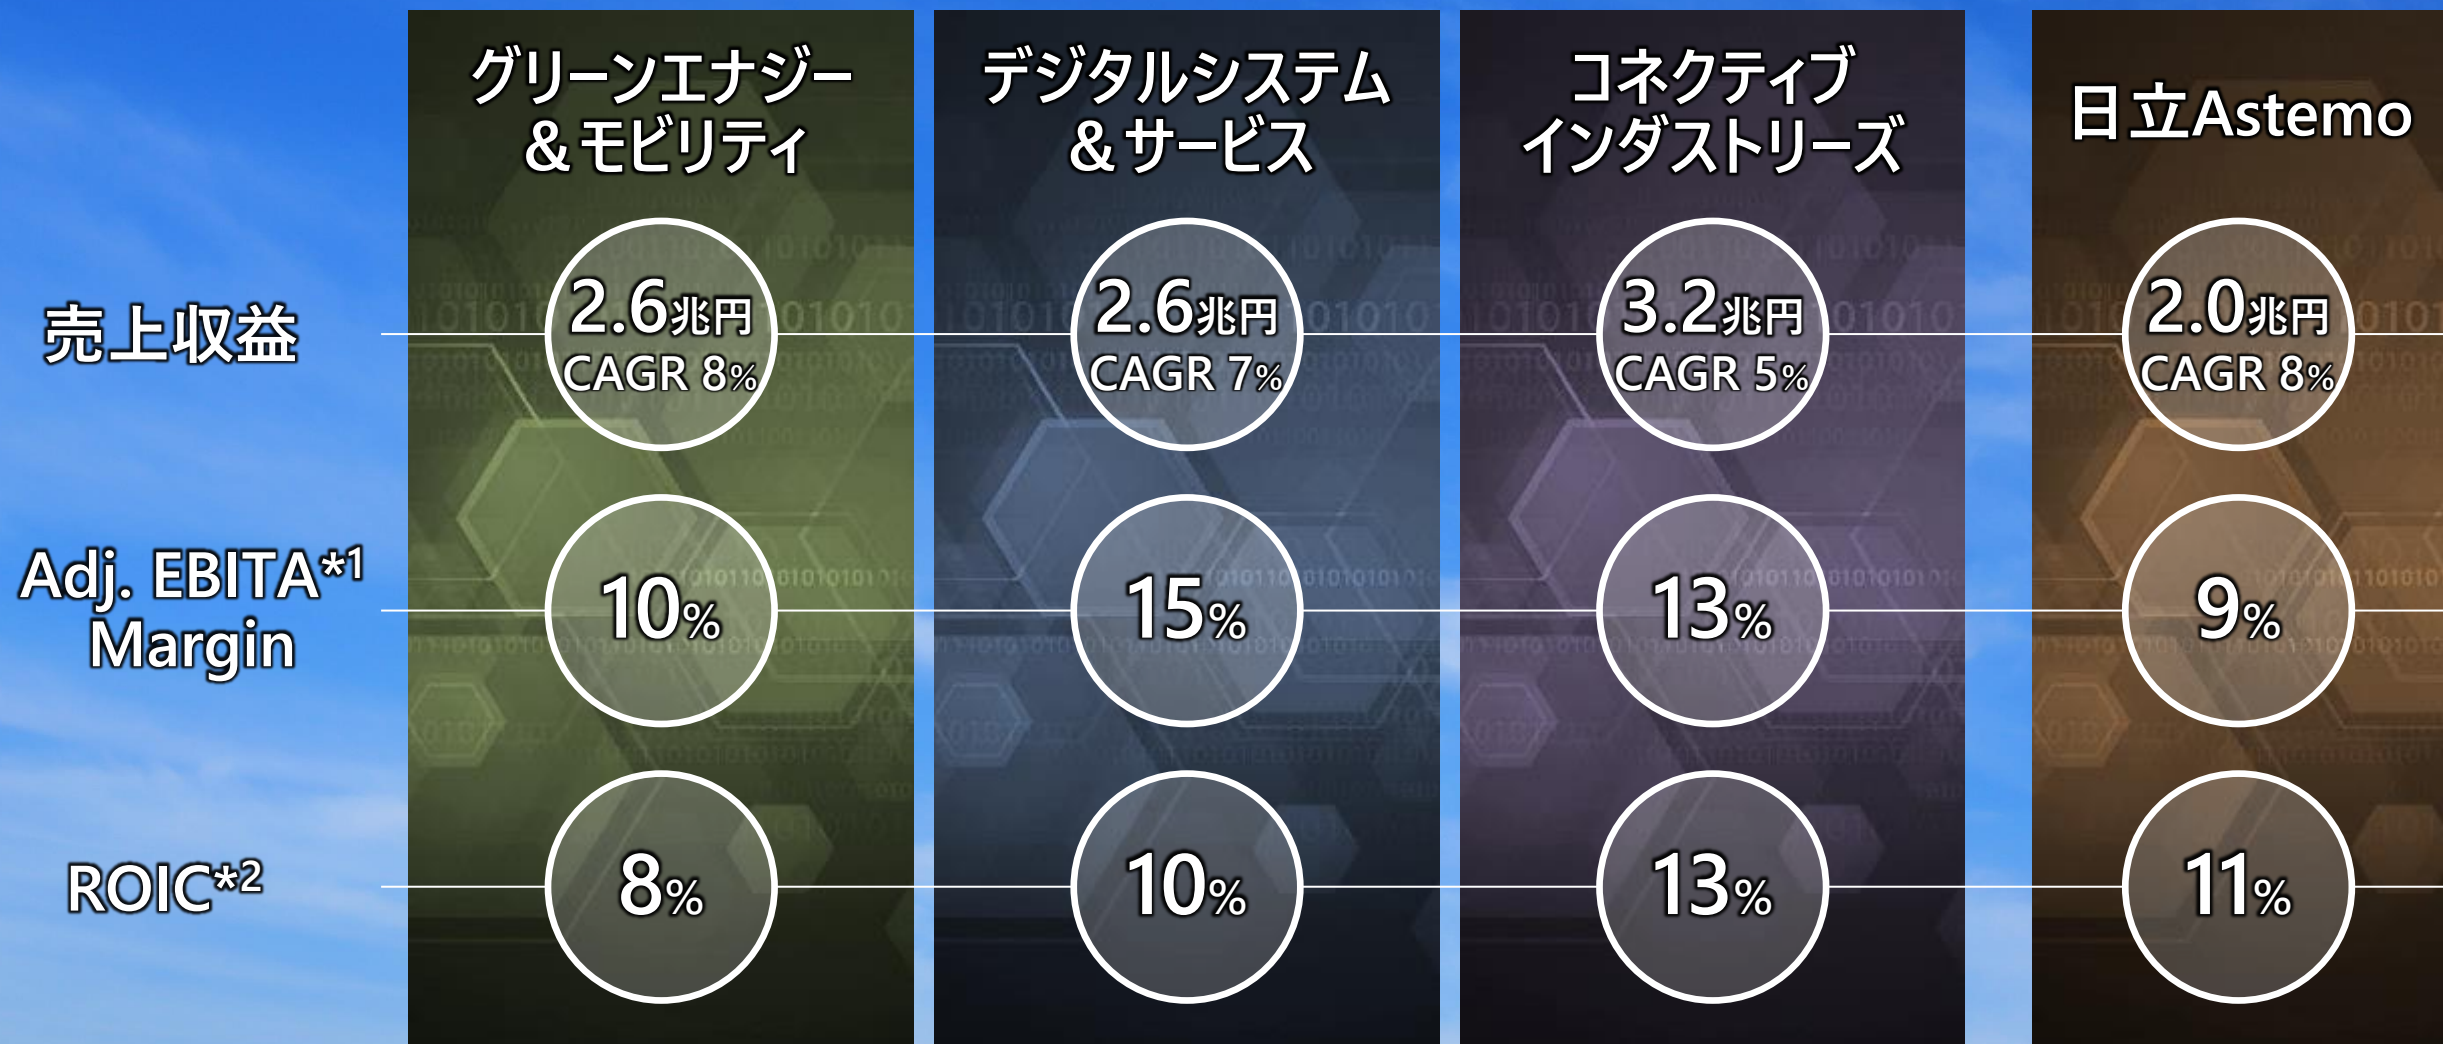 グリーンエナジー
&モビリティ
デジタルシステム
&サービス
コネクティブ
インダストリーズ
日立Astemo
売上収益
2.6兆円
CAGR 8%
2.6兆円
CAGR 7%
3.2兆円
CAGR 5%
2.0兆円
CAGR 8%
Adj. EBITA*1
Margin
10%
15%
13%
9%
ROIC*2
8%
10%
13%
11%